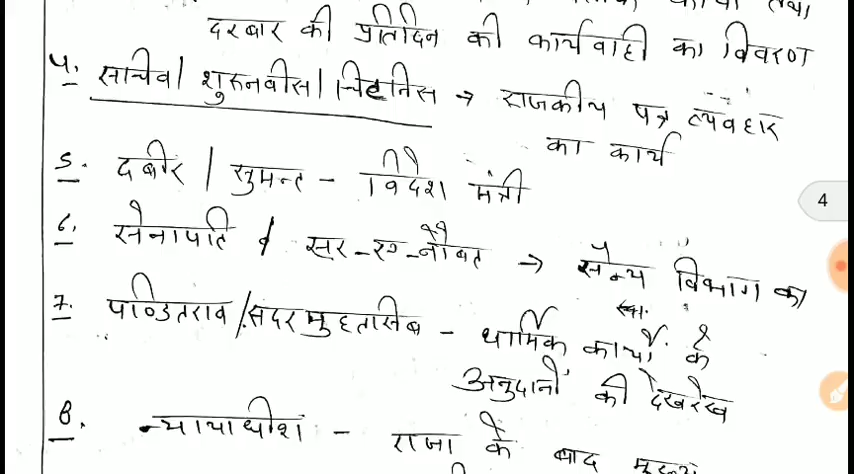 दरबार की प्रतिदिन की कार्यवाही का विवरण
4. सचिव / शुरुनवीस / चिटनिस → राजकीय पत्र व्यवहार
का कार्य
5. दबीर / सुमन्त - विदेश मंत्री
6. सेनापति / सर-ए-नौबत → सैन्य विभाग का
7. पण्डितराव / सदर मुहतासिब - धार्मिक कार्यों के
अनुदानों की देखरेख
8. न्यायाधीश - राजा के बाद मुख्य
4